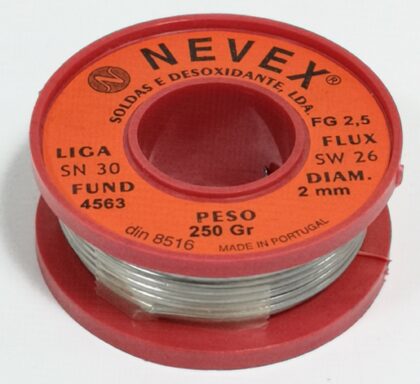 NEVEX®
SOLDAS E DESOXIDANTE, LDA.
FG 2,5
LIGA
SN 30
FUND
4563
FLUX
SW 26
DIAM.
2 mm
PESO
250 Gr
din 8516
MADE IN PORTUGAL